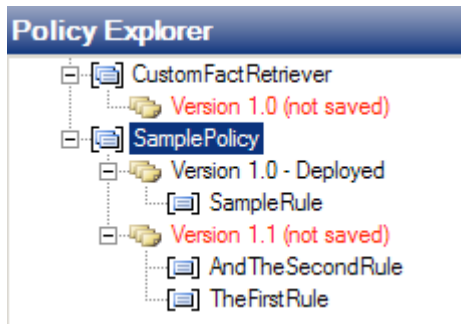 Policy Explorer
CustomFactRetriever
Version 1.0 (not saved)
SamplePolicy
Version 1.0 - Deployed
SampleRule
Version 1.1 (not saved)
AndTheSecondRule
TheFirstRule